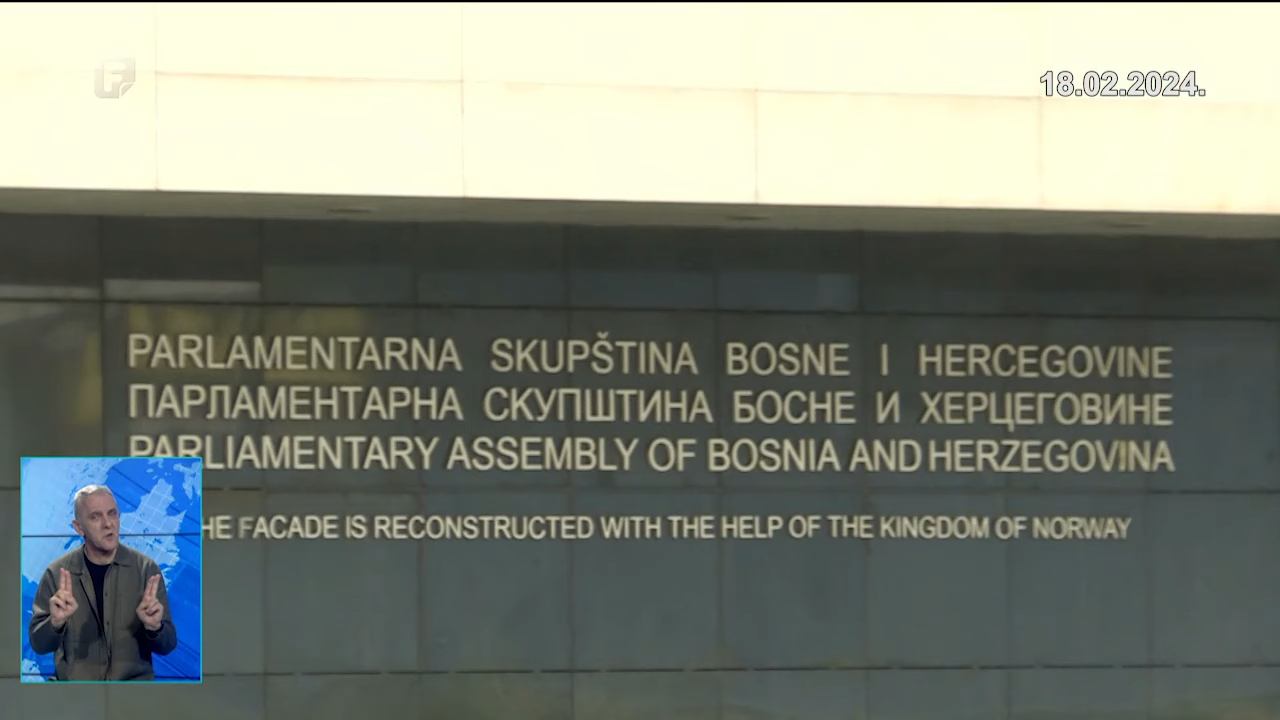 F
18.02.2024.
PARLAMENTARNA SKUPŠTINA BOSNE I HERCEGOVINE
ПАРЛАМЕНТАРНА СКУПШТИНА БОСНЕ И ХЕРЦЕГОВИНЕ
PARLIAMENTARY ASSEMBLY OF BOSNIA AND HERZEGOVINA
HE FACADE IS RECONSTRUCTED WITH THE HELP OF THE KINGDOM OF NORWAY